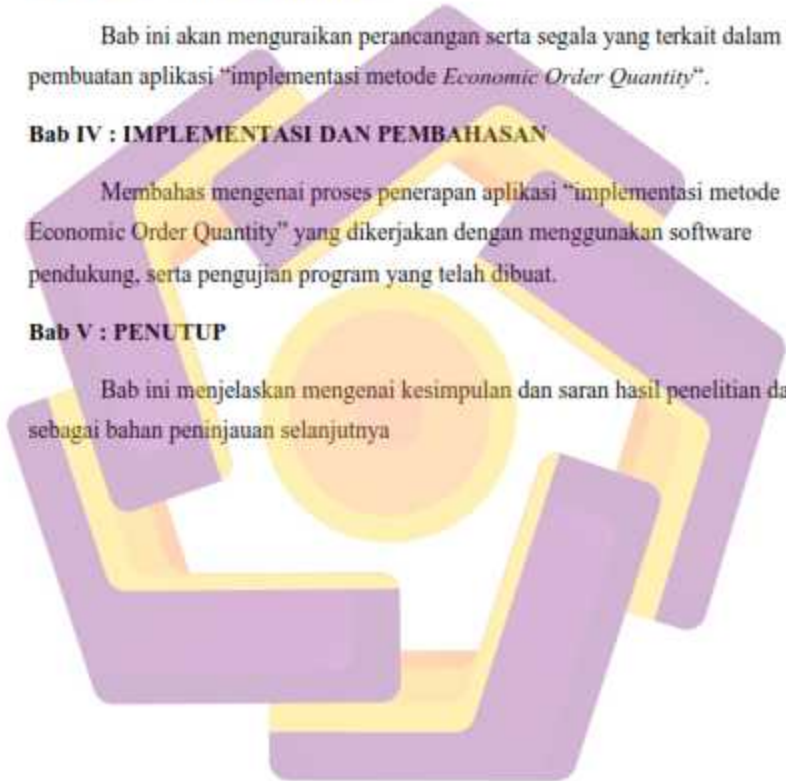 Bab ini akan menguraikan perancangan serta segala yang terkait dalam
pembuatan aplikasi “implementasi metode Economic Order Quantity“.
Bab IV : IMPLEMENTASI DAN PEMBAHASAN
Membahas mengenai proses penerapan aplikasi “implementasi metode
Economic Order Quantity” yang dikerjakan dengan menggunakan software
pendukung, serta pengujian program yang telah dibuat.
Bab V : PENUTUP
Bab ini menjelaskan mengenai kesimpulan dan saran hasil penelitian
sebagai bahan peninjauan selanjutnya